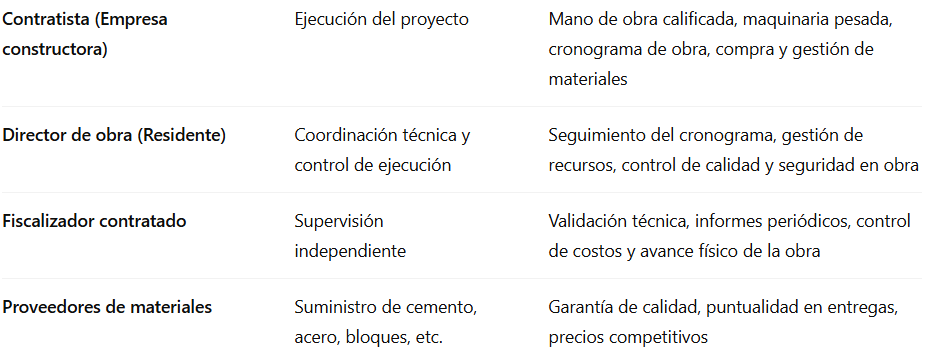 Contratista (Empresa constructora)
Ejecución del proyecto
Mano de obra calificada, maquinaria pesada,
cronograma de obra, compra y gestión de
materiales
Director de obra (Residente)
Coordinación técnica y
control de ejecución
Seguimiento del cronograma, gestión de
recursos, control de calidad y seguridad en obra
Fiscalizador contratado
Supervisión
independiente
Validación técnica, informes periódicos, control
de costos y avance físico de la obra
Proveedores de materiales
Suministro de cemento,
acero, bloques, etc.
Garantía de calidad, puntualidad en entregas,
precios competitivos